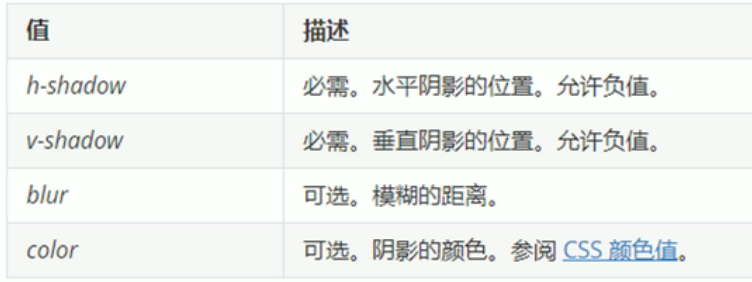 值 描述
h-shadow 必需。水平阴影的位置。允许负值。
v-shadow 必需。垂直阴影的位置。允许负值。
blur 可选。模糊的距离。
color 可选。阴影的颜色。参阅 CSS 颜色值。